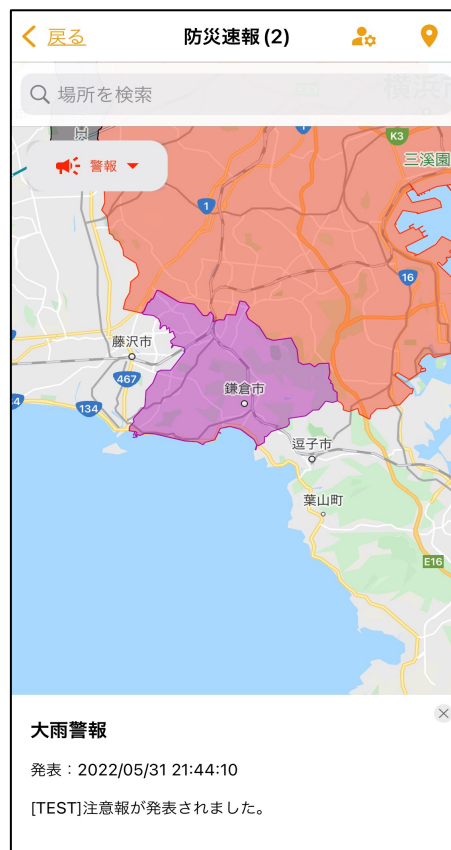 戻る 防災速報 (2)
場所を検索
警報
K3
三溪園
1
16
藤沢市
467
鎌倉市
134
逗子市
葉山町
E16
大雨警報
発表：2022/05/31 21:44:10
[TEST]注意報が発表されました。